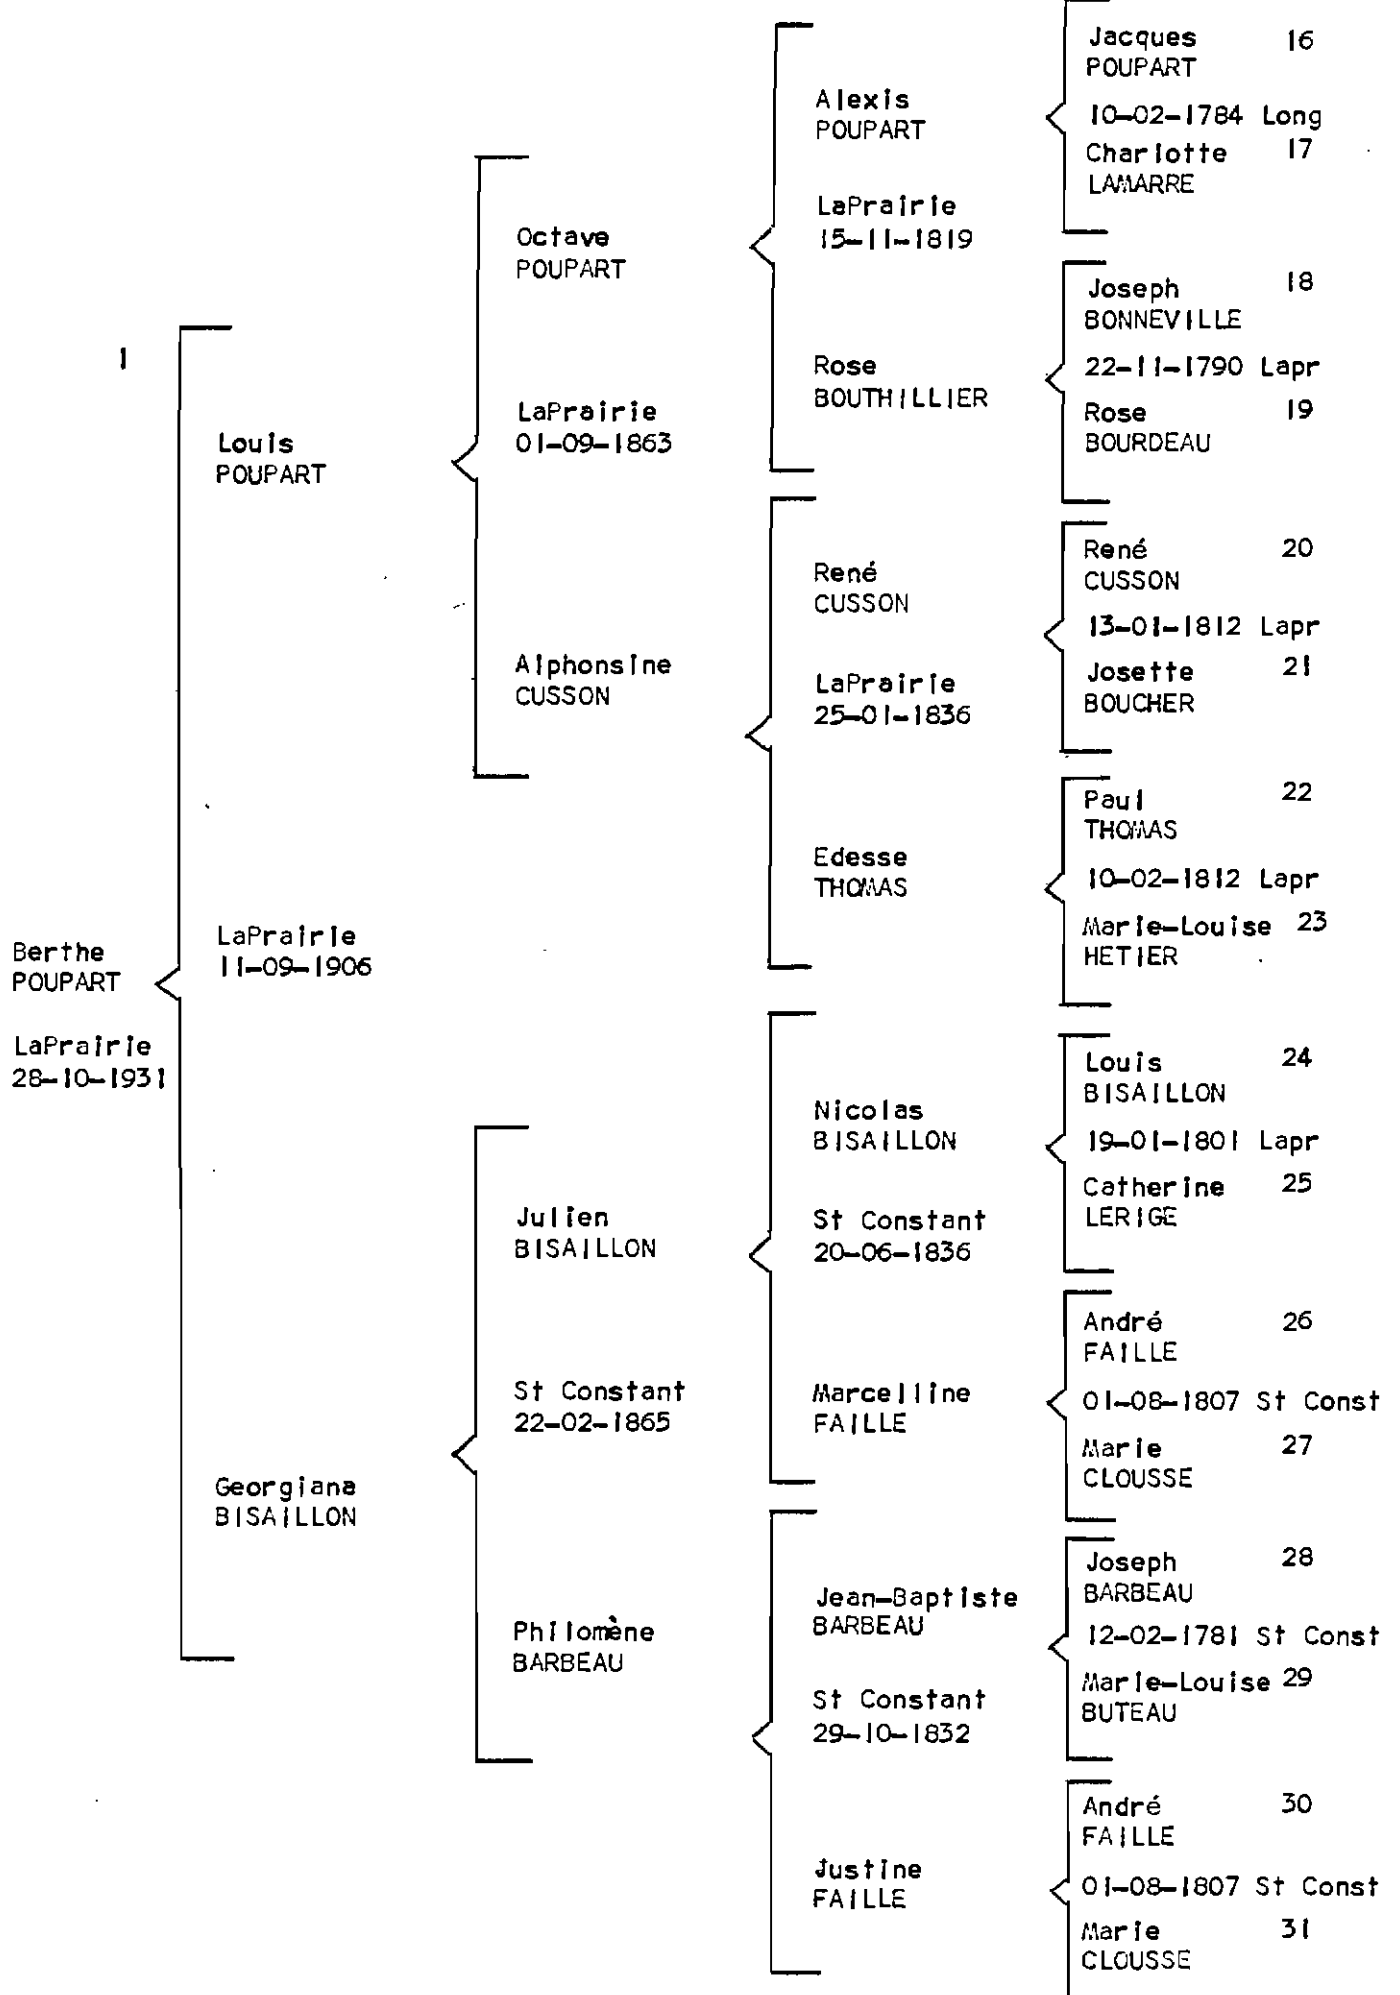 1
Berthe
POUPART
LaPrairie
28-10-1931
Louis
POUPART
LaPrairie
11-09-1906
Georgiana
BISAILLON
Octave
POUPART
LaPrairie
01-09-1863
Alphonsine
CUSSON
Julien
BISAILLON
St Constant
22-02-1865
Philomène
BARBEAU
Alexis
POUPART
LaPrairie
15-11-1819
Rose
BOUTHILLIER
René
CUSSON
LaPrairie
25-01-1836
Edesse
THOMAS
Nicolas
BISAILLON
St Constant
20-06-1836
Marcelline
FAILLE
Jean-Baptiste
BARBEAU
St Constant
29-10-1832
Justine
FAILLE
Jacques 16
POUPART
10-02-1784 Long
Charlotte 17
LAMARRE
Joseph 18
BONNEVILLE
22-11-1790 Lapr
Rose 19
BOURDEAU
René 20
CUSSON
13-01-1812 Lapr
Josette 21
BOUCHER
Paul 22
THOMAS
10-02-1812 Lapr
Marie-Louise 23
HETIER
Louis 24
BISAILLON
19-01-1801 Lapr
Catherine 25
LERIGE
André 26
FAILLE
01-08-1807 St Const
Marie 27
CLOUSSE
Joseph 28
BARBEAU
12-02-1781 St Const
Marie-Louise 29
BUTEAU
André 30
FAILLE
01-08-1807 St Const
Marie 31
CLOUSSE